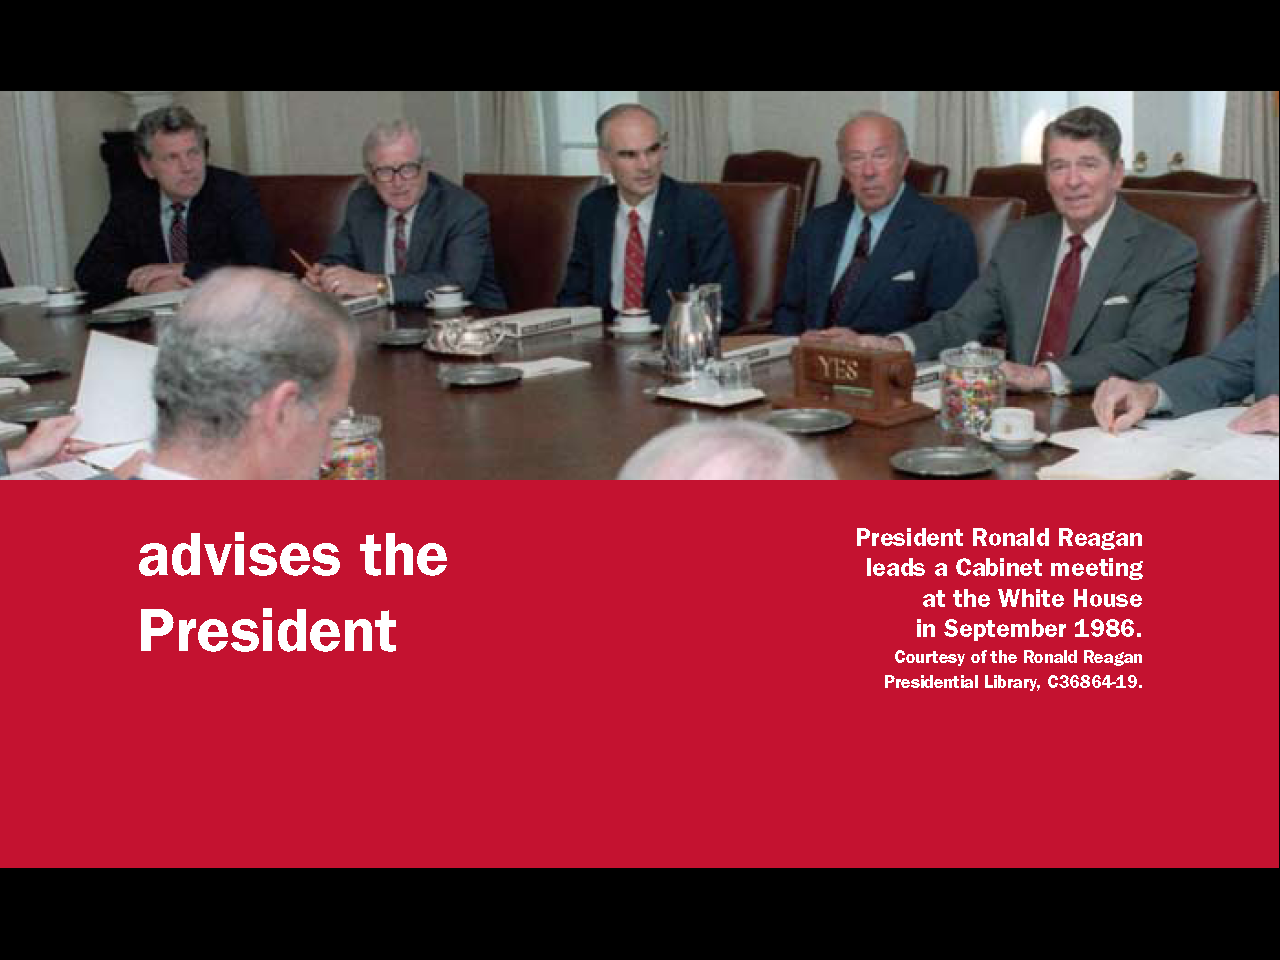 YES
advises the
President
President Ronald Reagan
leads a Cabinet meeting
at the White House
in September 1986.
Courtesy of the Ronald Reagan
Presidential Library, C36864-19.